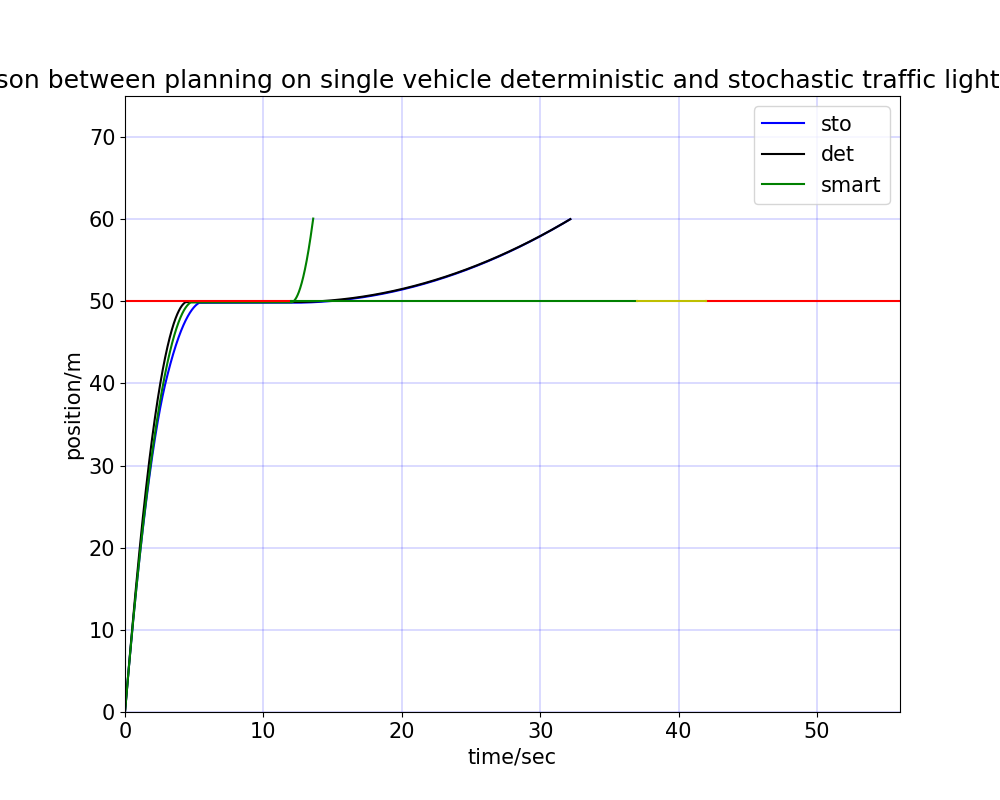 son between planning on single vehicle deterministic and stochastic traffic light
sto
det
smart
70
60
50
40
30
20
10
0
position/m
0 10 20 30 40 50
time/sec